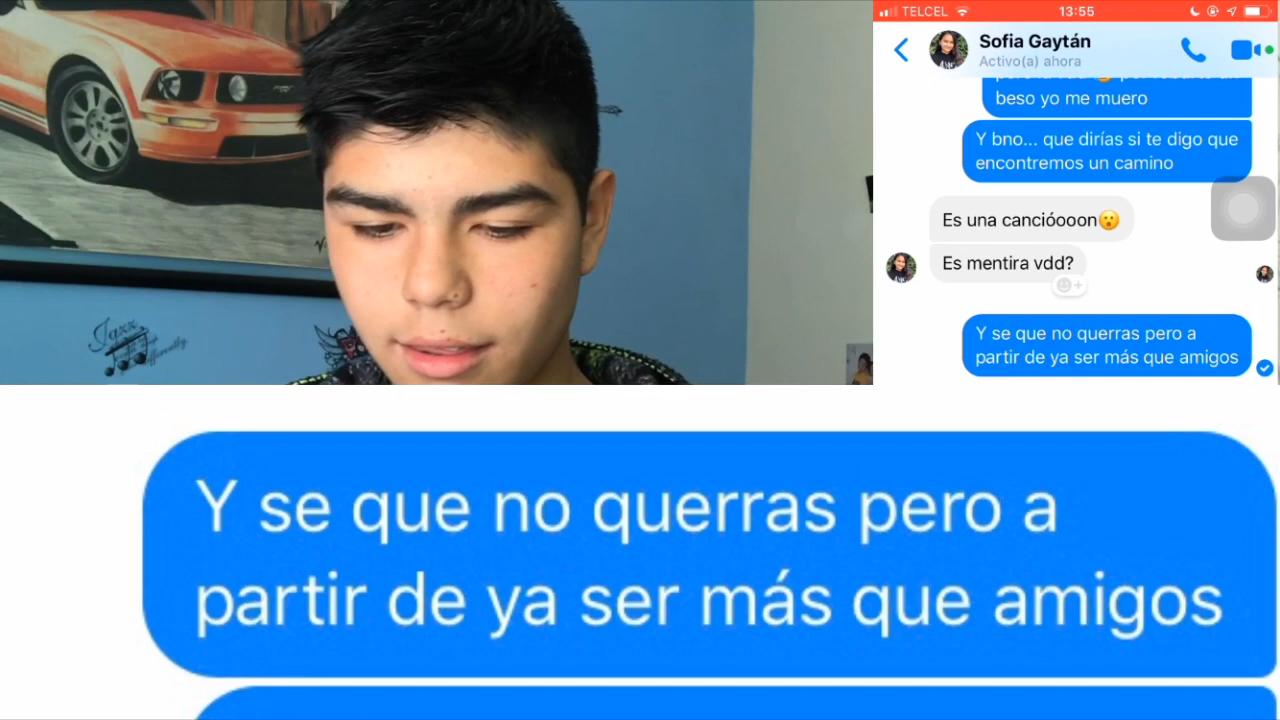 TELCEL
13:55
Sofia Gaytán
Activo(a) ahora
beso yo me muero
Y bno... que dirías si te digo que
encontremos un camino
Es una cancióooon😮
Es mentira vdd?
Y se que no querras pero a
partir de ya ser más que amigos
Jazz
differently
Y se que no querras pero a
partir de ya ser más que amigos